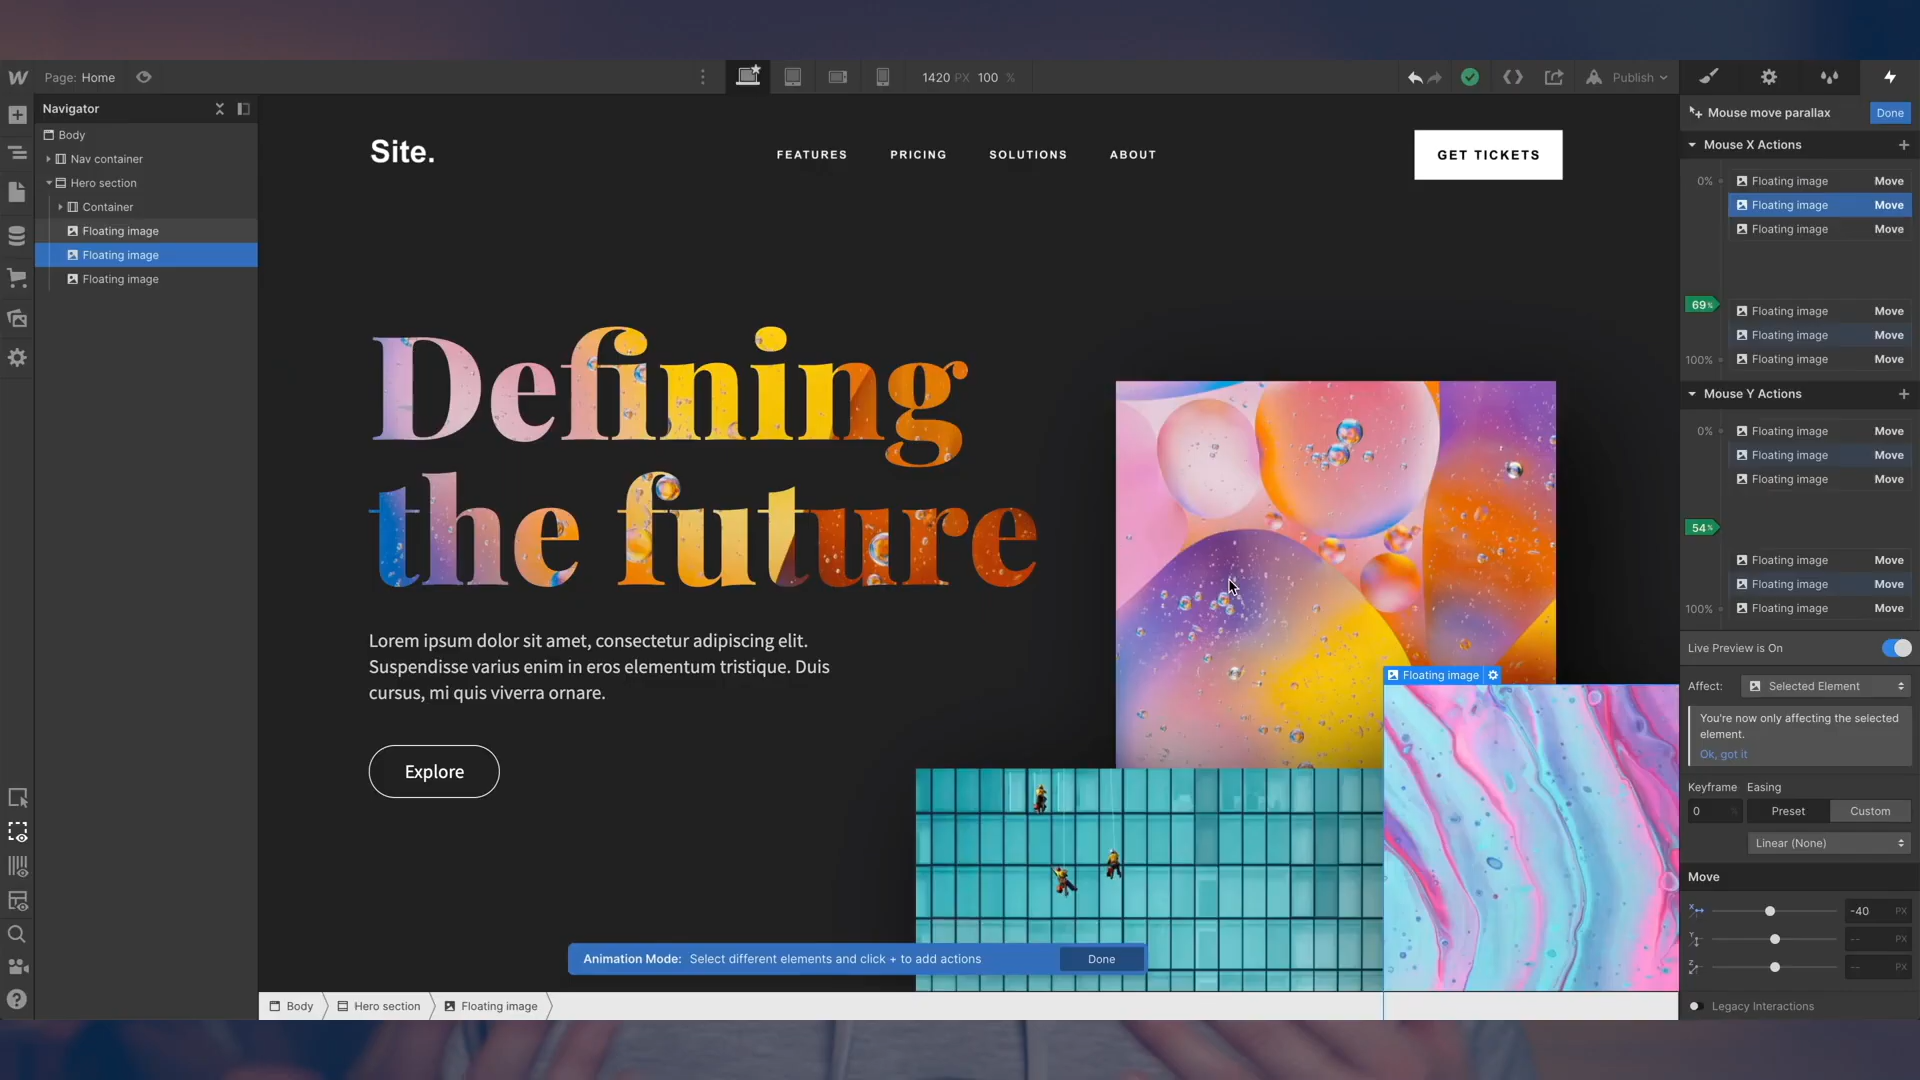 Page: Home
1420 PX 100 %
Publish
Navigator
Body
Nav container
Hero section
Container
Floating image
Floating image
Floating image
Site.
FEATURES
PRICING
SOLUTIONS
ABOUT
GET TICKETS
Defining
the future
Lorem ipsum dolor sit amet, consectetur adipiscing elit.
Suspendisse varius enim in eros elementum tristique. Duis
cursus, mi quis viverra ornare.
Explore
Floating image
Animation Mode: Select different elements and click + to add actions
Done
Body
Hero section
Floating image
Mouse move parallax
Done
Mouse X Actions
0%
Floating image Move
Floating image Move
Floating image Move
69%
Floating image Move
Floating image Move
100%
Floating image Move
Mouse Y Actions
0%
Floating image Move
Floating image Move
Floating image Move
54%
Floating image Move
Floating image Move
100%
Floating image Move
Live Preview is On
Affect: Selected Element
You're now only affecting the selected
element.
Ok, got it
Keyframe Easing
0 %
Preset Custom
Linear (None)
Move
X -40 PX
Y -- PX
Z -- PX
Legacy Interactions